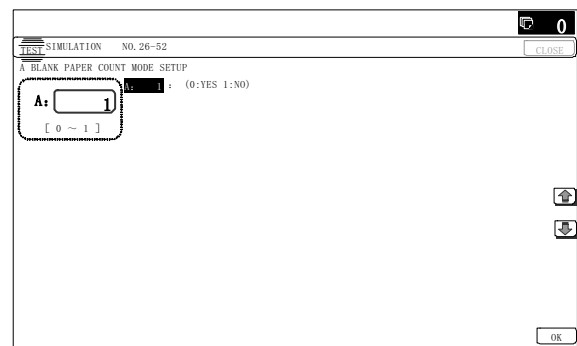 0
TEST SIMULATION NO. 26-52 CLOSE
A BLANK PAPER COUNT MODE SETUP
A: 1 : (0:YES 1:NO)
A: 1
[ 0 ～ 1 ]
OK